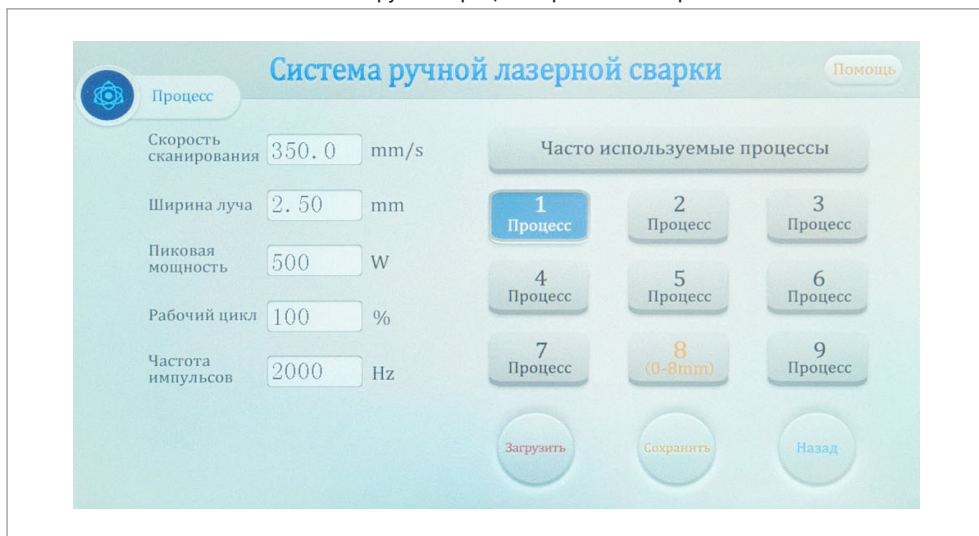 Система ручной лазерной сварки
Помощь
Процесс
Скорость
сканирования
350.0
mm/s
Ширина луча
2.50
mm
Пиковая
мощность
500
W
Рабочий цикл
100
%
Частота
импульсов
2000
Hz
Часто используемые процессы
1
Процесс
2
Процесс
3
Процесс
4
Процесс
5
Процесс
6
Процесс
7
Процесс
8
(0-8mm)
9
Процесс
Загрузить
Сохранить
Назад